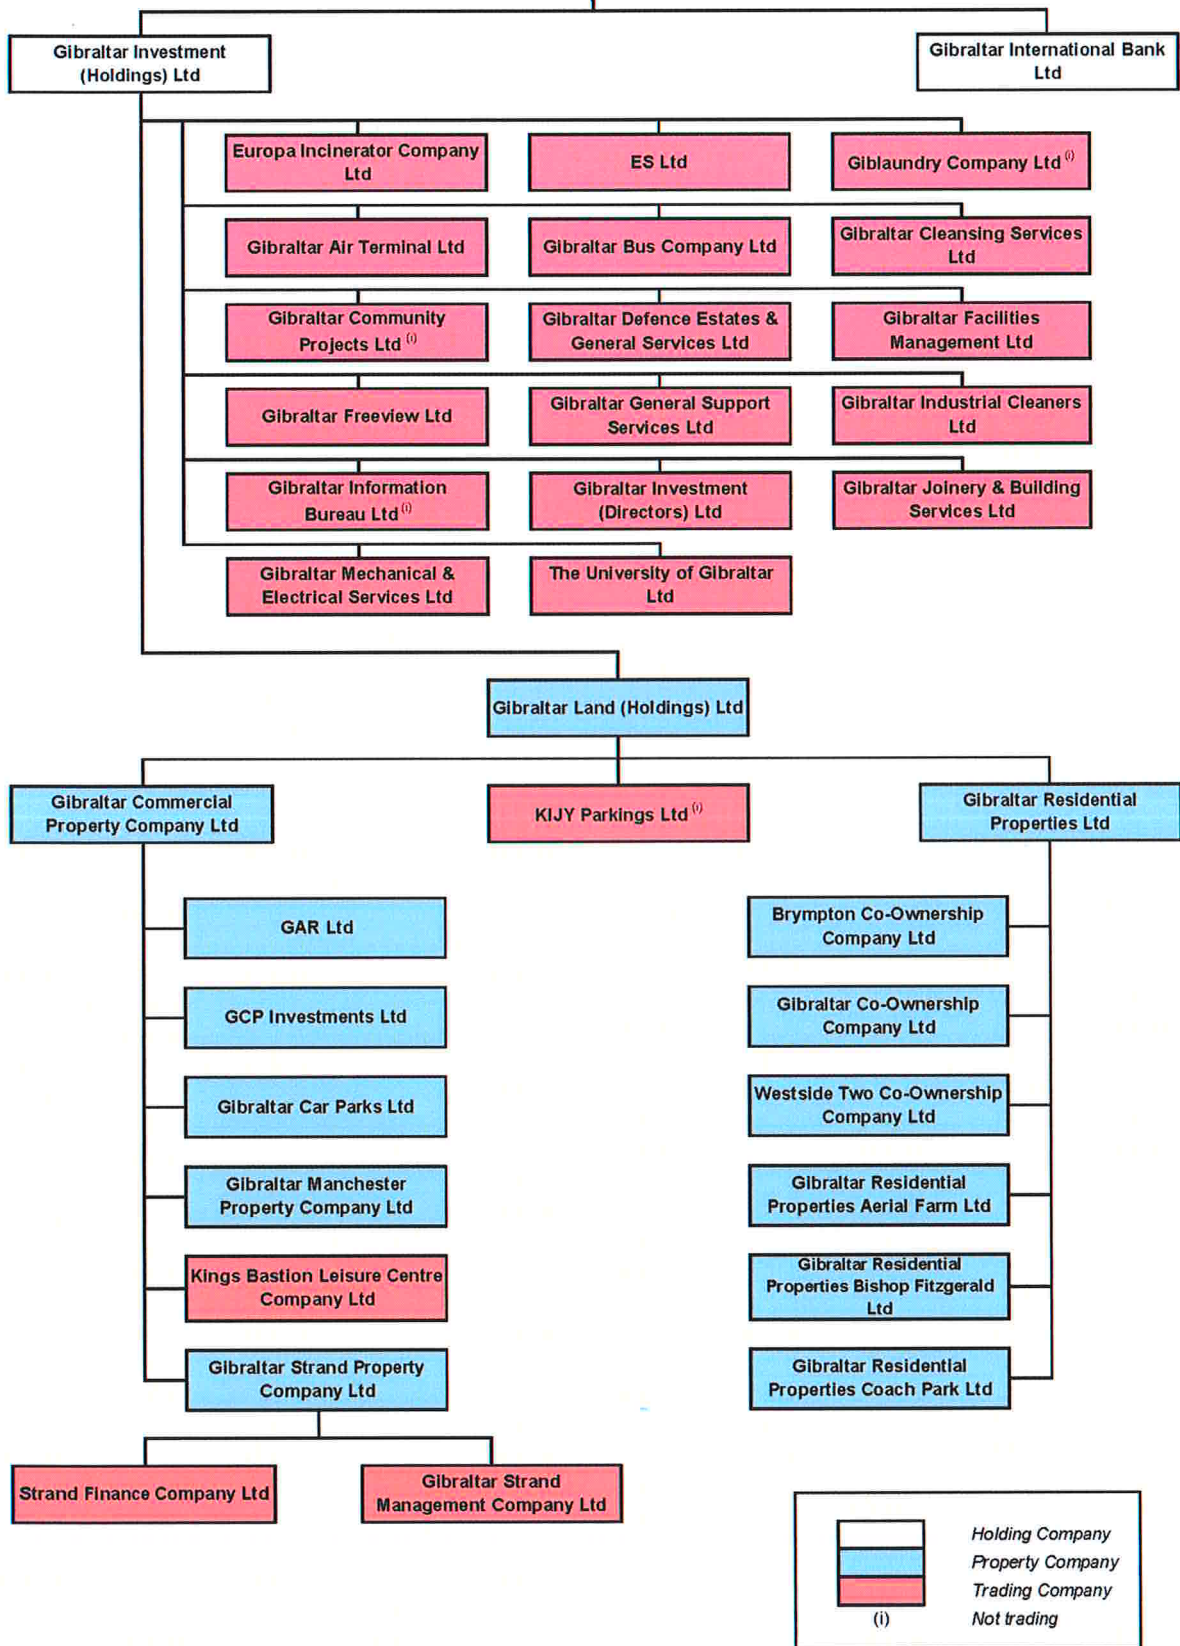 Gibraltar Investment
(Holdings) Ltd
Gibraltar International Bank
Ltd
Europa Incinerator Company
Ltd
ES Ltd
Giblaundry Company Ltd (i)
Gibraltar Air Terminal Ltd
Gibraltar Bus Company Ltd
Gibraltar Cleansing Services
Ltd
Gibraltar Community
Projects Ltd (i)
Gibraltar Defence Estates &
General Services Ltd
Gibraltar Facilities
Management Ltd
Gibraltar Freeview Ltd
Gibraltar General Support
Services Ltd
Gibraltar Industrial Cleaners
Ltd
Gibraltar Information
Bureau Ltd (i)
Gibraltar Investment
(Directors) Ltd
Gibraltar Joinery & Building
Services Ltd
Gibraltar Mechanical &
Electrical Services Ltd
The University of Gibraltar
Ltd
Gibraltar Land (Holdings) Ltd
Gibraltar Commercial
Property Company Ltd
KIJY Parkings Ltd (i)
Gibraltar Residential
Properties Ltd
GAR Ltd
GCP Investments Ltd
Gibraltar Car Parks Ltd
Gibraltar Manchester
Property Company Ltd
Kings Bastion Leisure Centre
Company Ltd
Gibraltar Strand Property
Company Ltd
Brympton Co-Ownership
Company Ltd
Gibraltar Co-Ownership
Company Ltd
Westside Two Co-Ownership
Company Ltd
Gibraltar Residential
Properties Aerial Farm Ltd
Gibraltar Residential
Properties Bishop Fitzgerald
Ltd
Gibraltar Residential
Properties Coach Park Ltd
Strand Finance Company Ltd
Gibraltar Strand
Management Company Ltd
Holding Company
Property Company
Trading Company
(i) Not trading